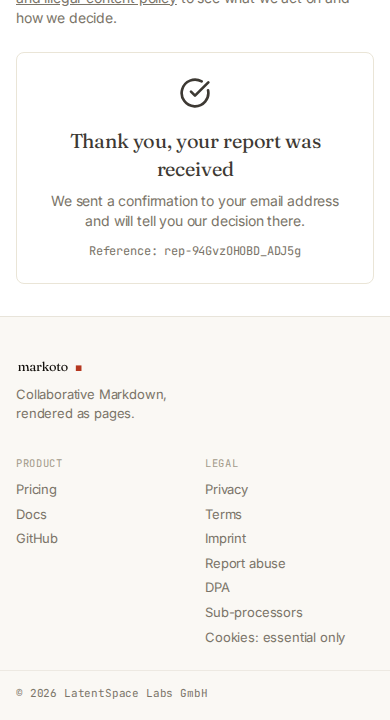 and illegal content policy to see what we act on and
how we decide.
Thank you, your report was
received
We sent a confirmation to your email address
and will tell you our decision there.
Reference: rep-94GvzOHOBD_ADJ5g
markoto
Collaborative Markdown,
rendered as pages.
PRODUCT
Pricing
Docs
GitHub
LEGAL
Privacy
Terms
Imprint
Report abuse
DPA
Sub-processors
Cookies: essential only
© 2026 LatentSpace Labs GmbH